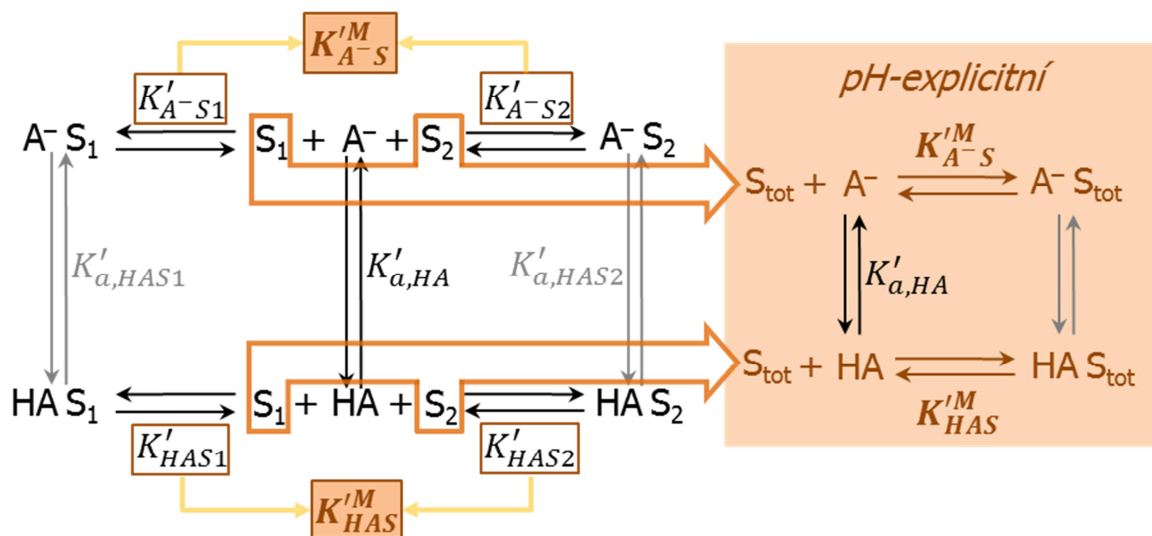 K′ᴹ_A⁻S
K′_A⁻S1 K′_A⁻S2
pH-explicitní
A⁻ S₁ S₁ + A⁻ + S₂ A⁻ S₂
K′ᴹ_A⁻S
S_tot + A⁻ A⁻ S_tot
K′_a,HAS1 K′_a,HA K′_a,HAS2 K′_a,HA
S_tot + HA HA S_tot
HA S₁ S₁ + HA + S₂ HA S₂
K′ᴹ_HAS
K′_HAS1 K′_HAS2
K′ᴹ_HAS